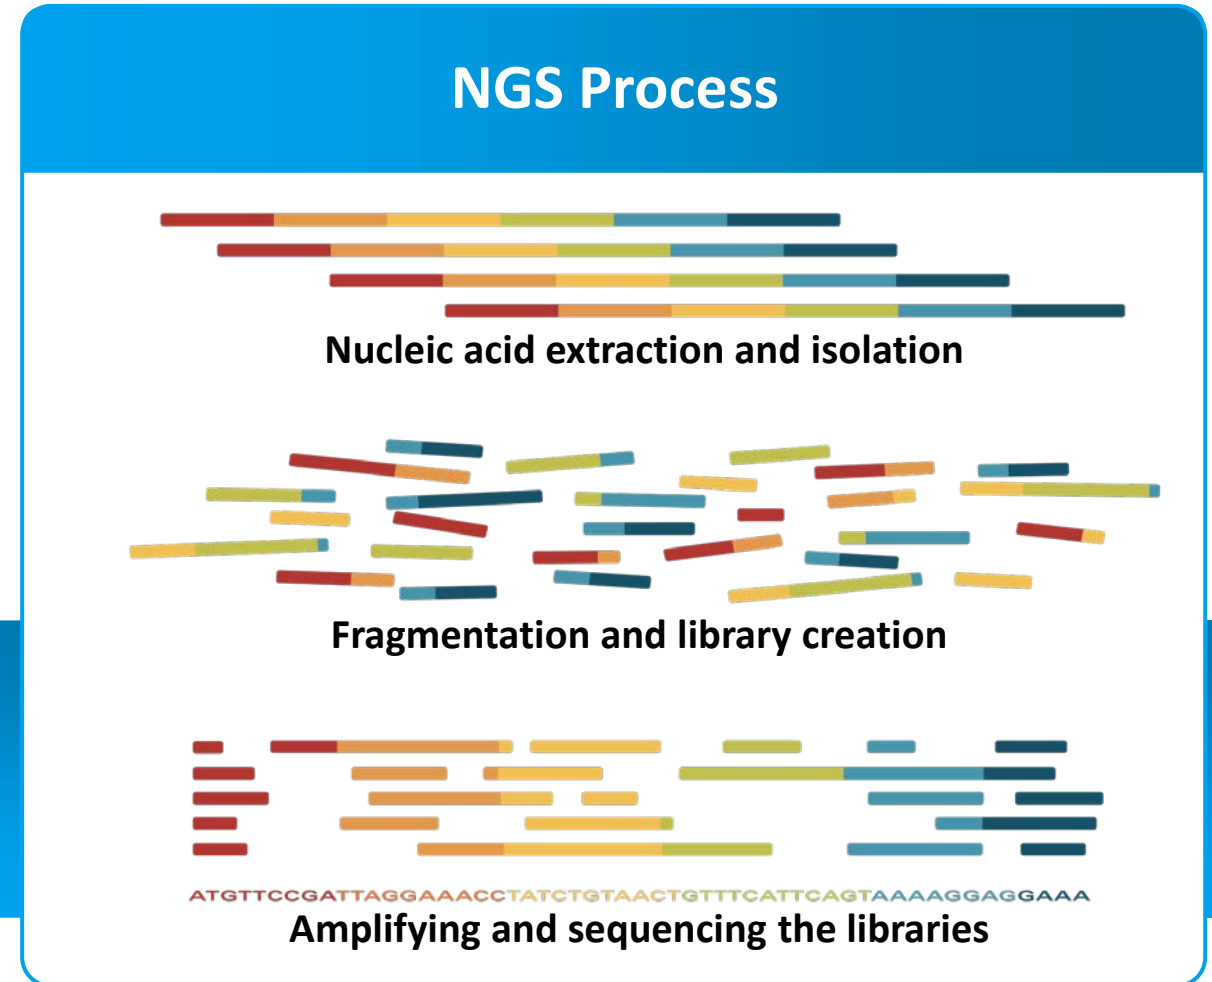 NGS Process
Nucleic acid extraction and isolation
Fragmentation and library creation
ATGTTCCGATTAGGAAACCTATCTGTAACTGTTTCATTCAGTAAAAGGAGGAAA
Amplifying and sequencing the libraries